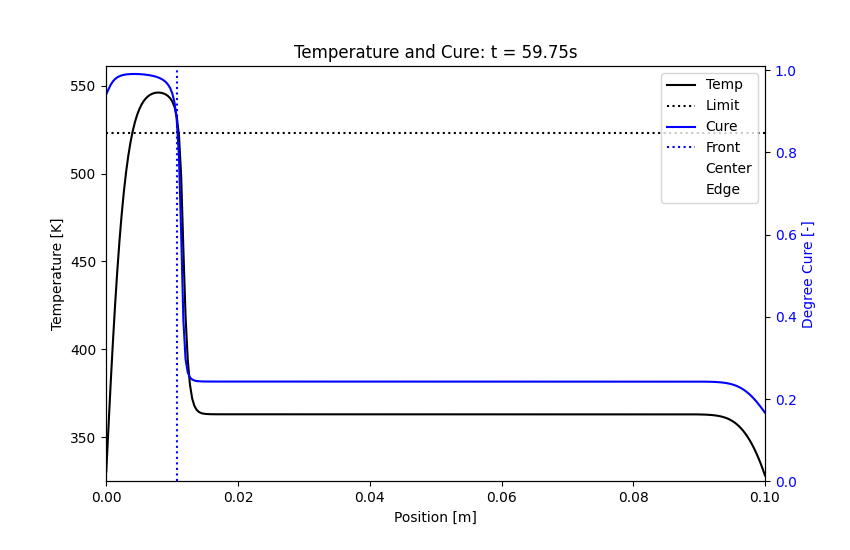 Temperature and Cure: t = 59.75s
Temperature [K]
550
500
450
400
350
Temp
Limit
Cure
Front
Center
Edge
1.0
0.8
0.6
0.4
0.2
0.0
Degree Cure [-]
0.00 0.02 0.04 0.06 0.08 0.10
Position [m]